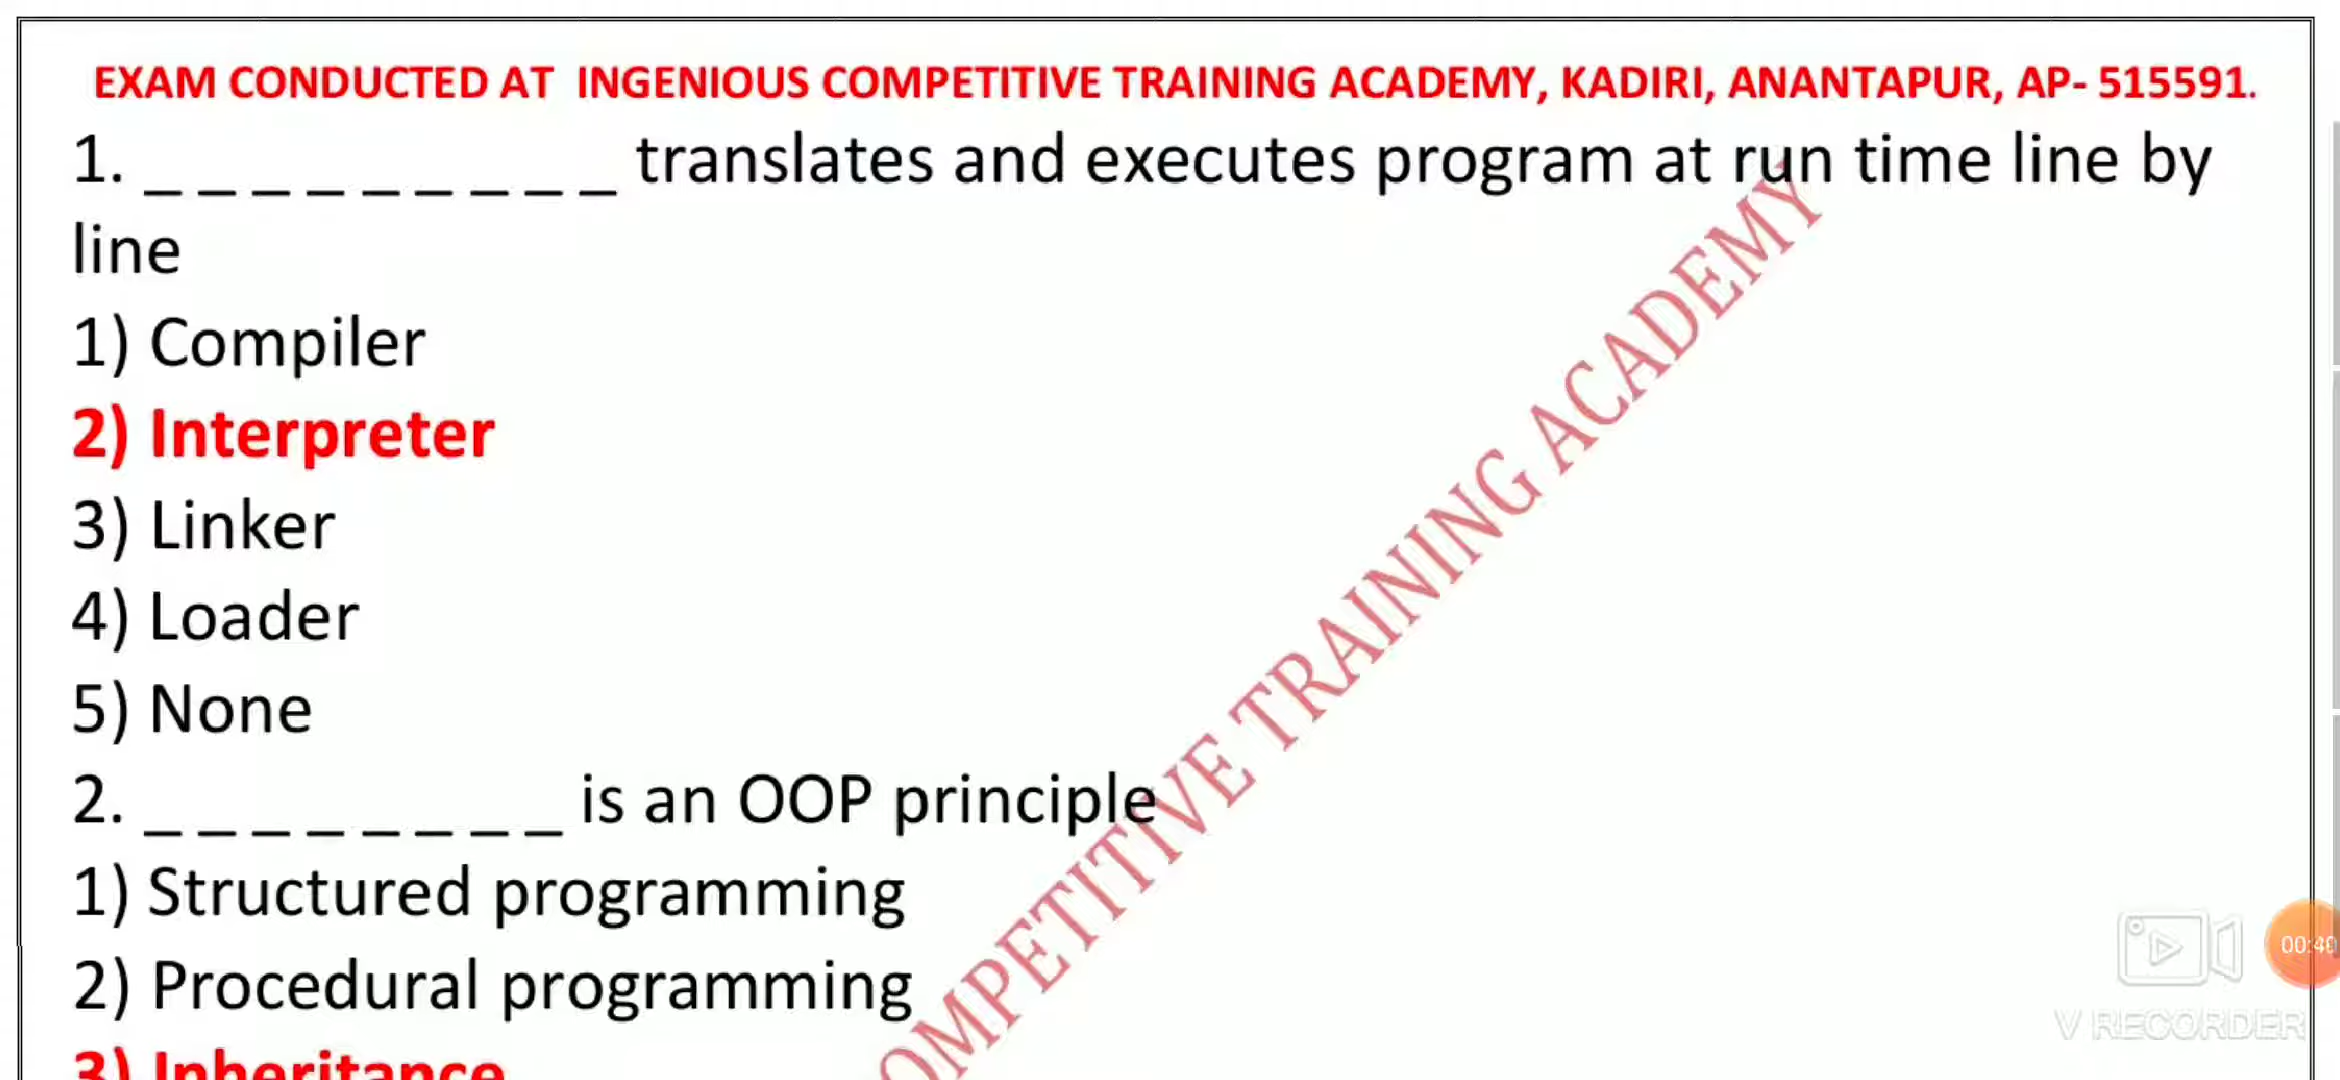 EXAM CONDUCTED AT INGENIOUS COMPETITIVE TRAINING ACADEMY, KADIRI, ANANTAPUR, AP- 515591.
1. _ _ _ _ _ _ _ _ _ translates and executes program at run time line by
line
1) Compiler
2) Interpreter
3) Linker
4) Loader
5) None
2. _ _ _ _ _ _ _ _ is an OOP principle
1) Structured programming
2) Procedural programming
3) Inheritance
OMPETITIVE TRAINING ACADEMY
00:40
V RECORDER